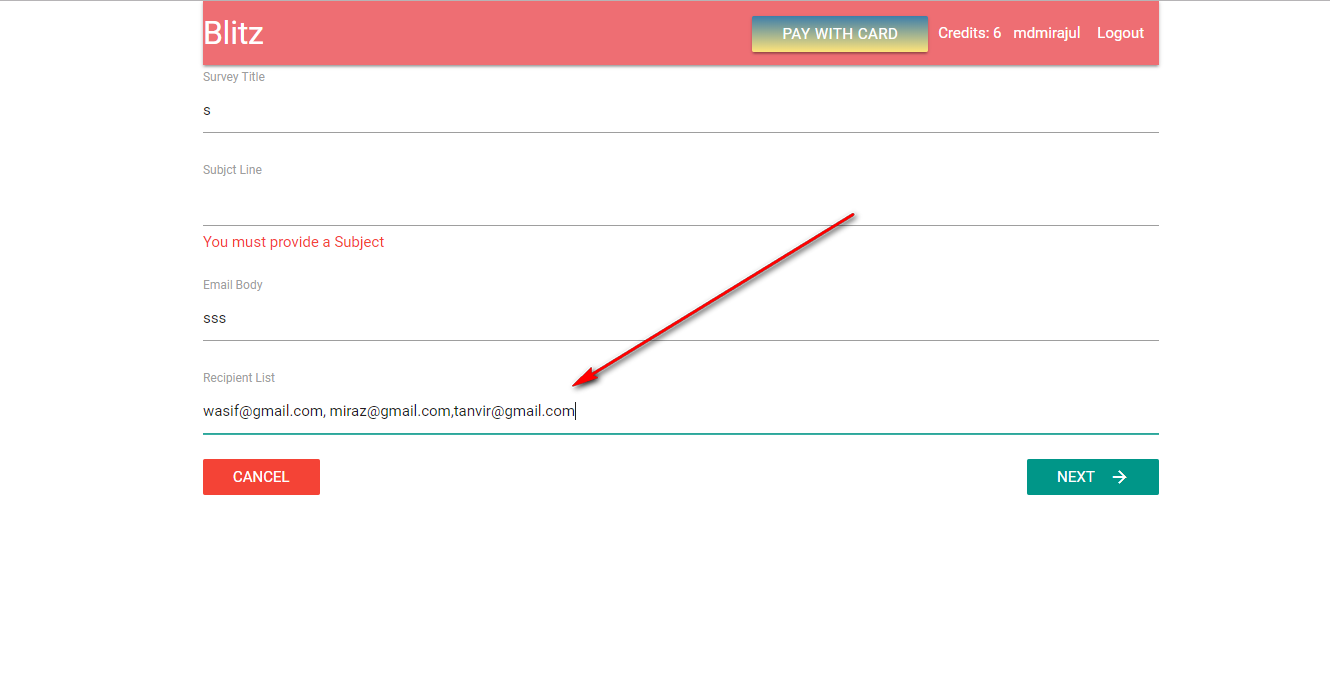 Blitz
PAY WITH CARD Credits: 6 mdmirajul Logout
Survey Title
s
Subjct Line
You must provide a Subject
Email Body
sss
Recipient List
wasif@gmail.com, miraz@gmail.com,tanvir@gmail.com
CANCEL
NEXT